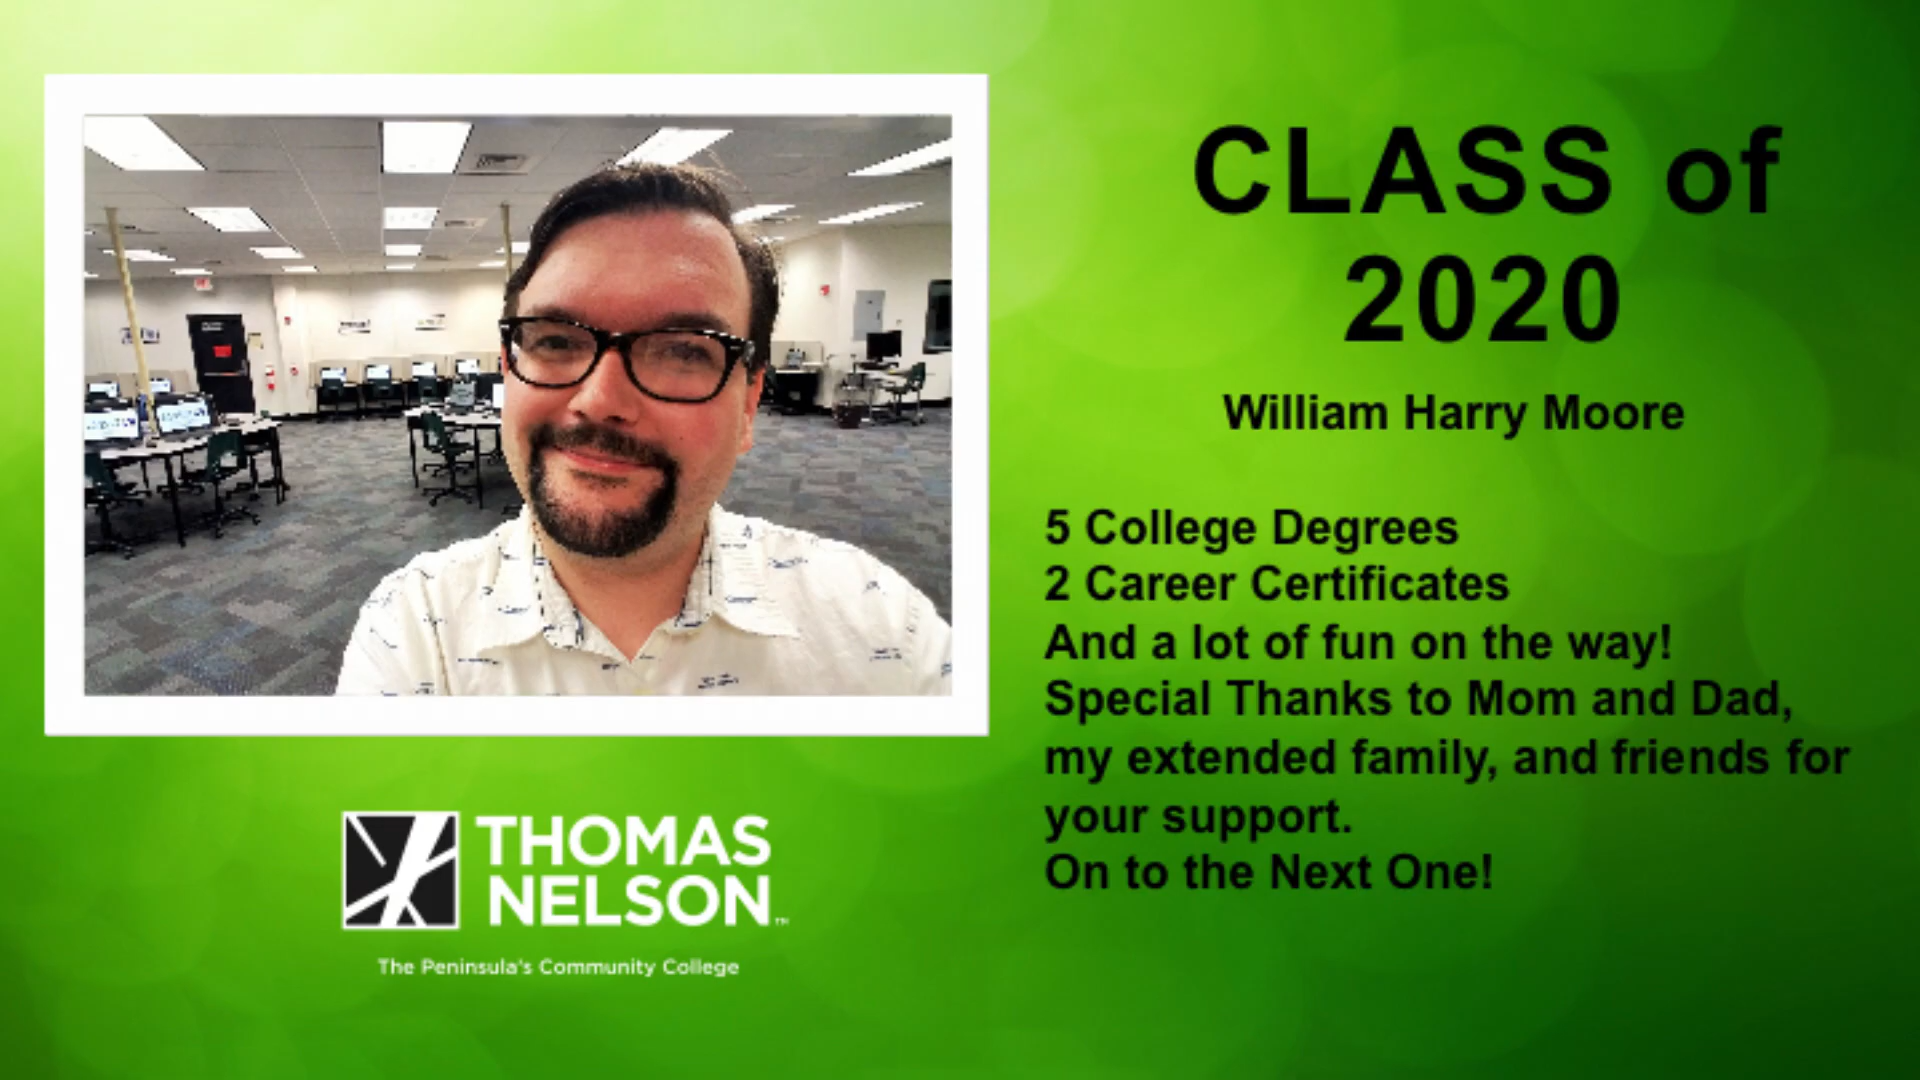 CLASS of
2020
William Harry Moore
5 College Degrees
2 Career Certificates
And a lot of fun on the way!
Special Thanks to Mom and Dad,
my extended family, and friends for
your support.
On to the Next One!
THOMAS
NELSON™
The Peninsula's Community College